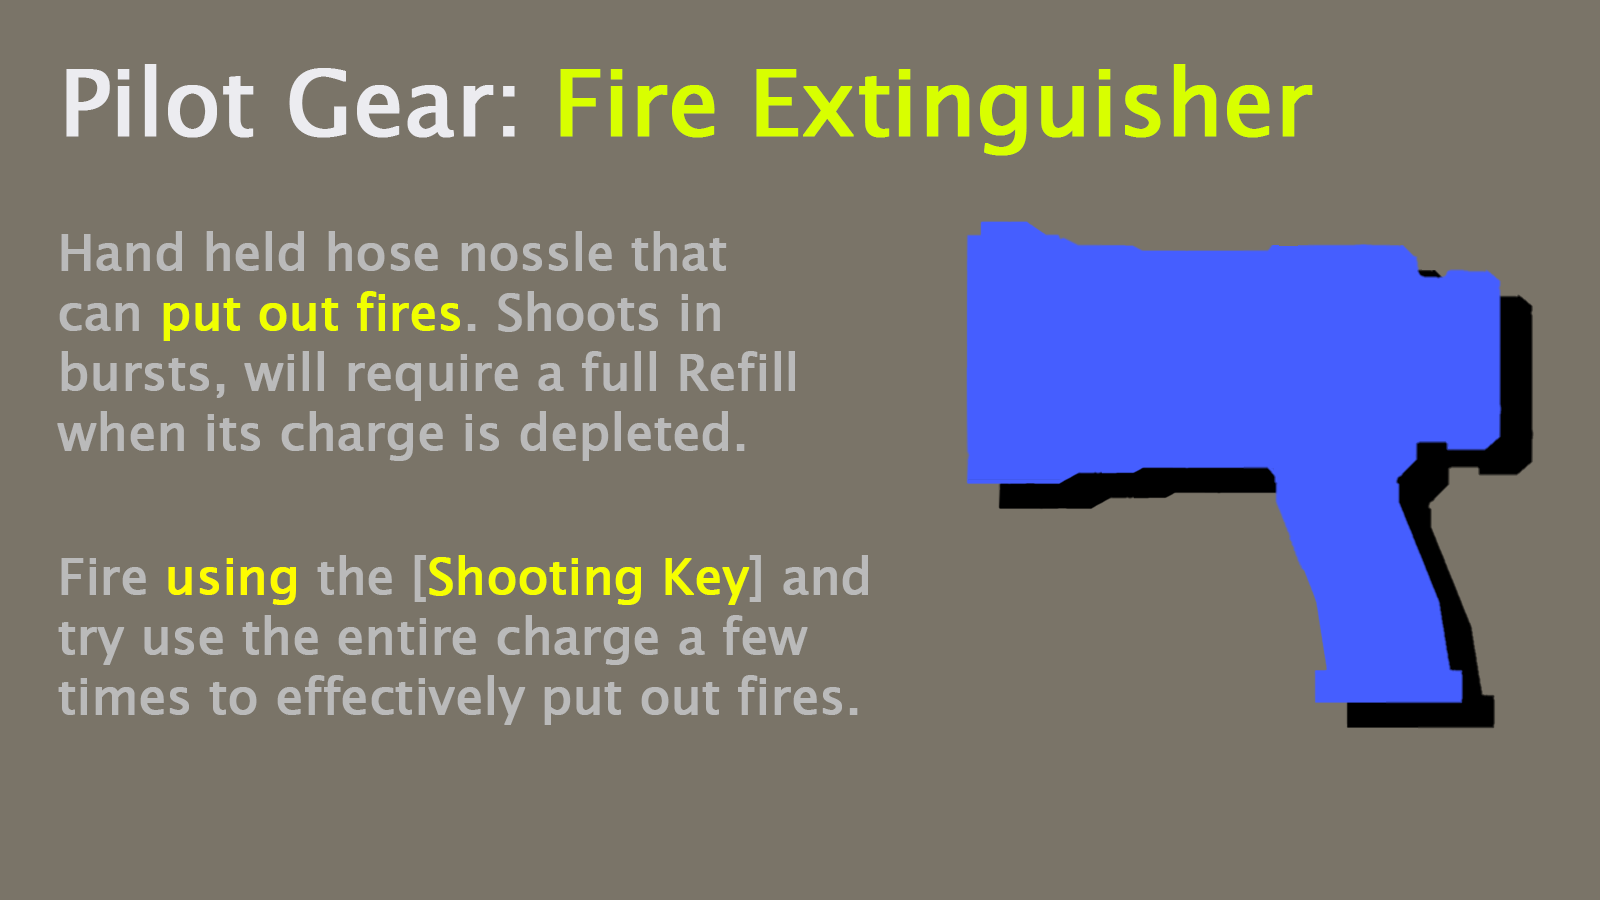 Pilot Gear: Fire Extinguisher
Hand held hose nossle that
can put out fires. Shoots in
bursts, will require a full Refill
when its charge is depleted.
Fire using the [Shooting Key] and
try use the entire charge a few
times to effectively put out fires.